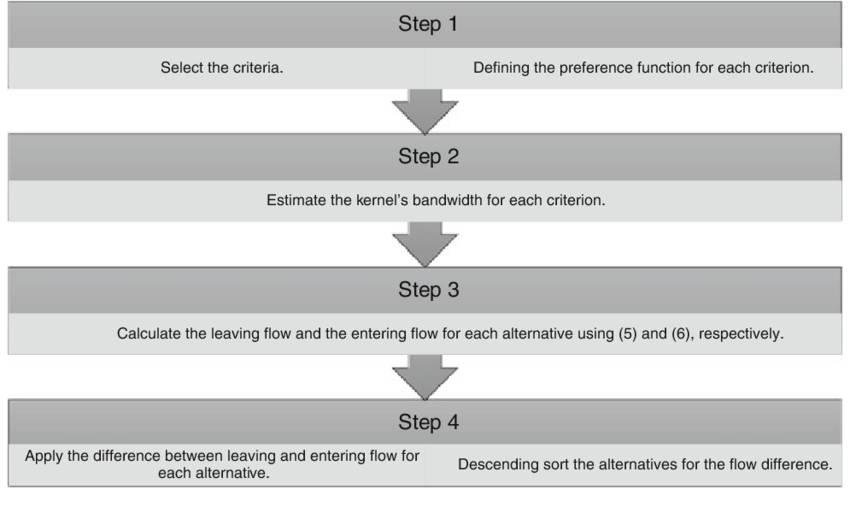 Step 1
Select the criteria.
Defining the preference function for each criterion.
Step 2
Estimate the kernel's bandwidth for each criterion.
Step 3
Calculate the leaving flow and the entering flow for each alternative using (5) and (6), respectively.
Step 4
Apply the difference between leaving and entering flow for
each alternative.
Descending sort the alternatives for the flow difference.